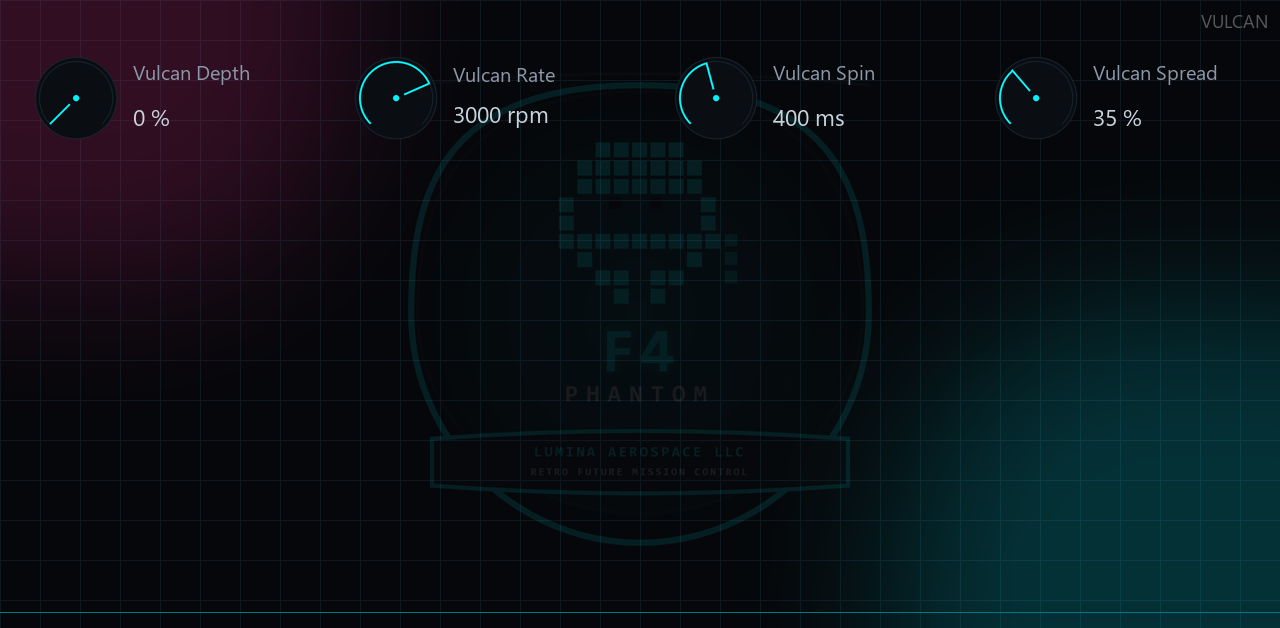 VULCAN
Vulcan Depth
0 %
Vulcan Rate
3000 rpm
Vulcan Spin
400 ms
Vulcan Spread
35 %
F4
PHANTOM
LUMINA AEROSPACE LLC
RETRO FUTURE MISSION CONTROL